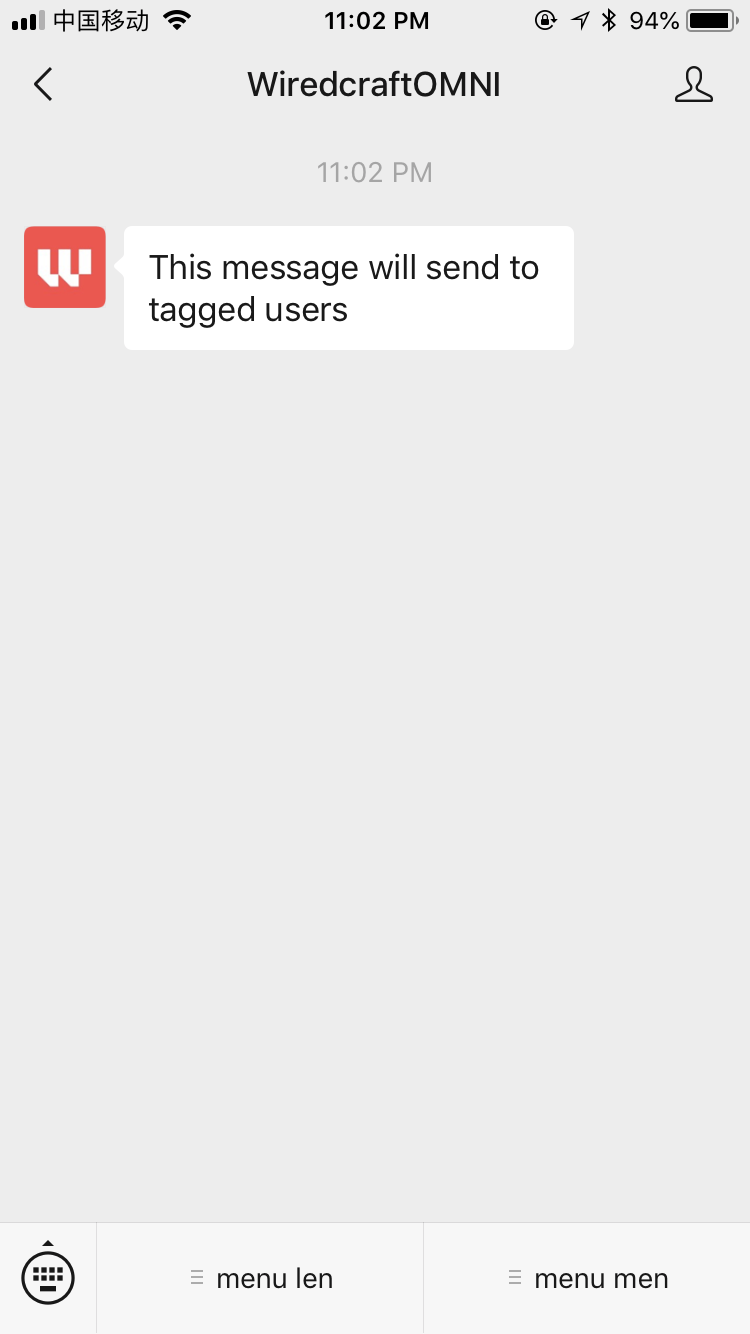 中国移动 11:02 PM 94%
WiredcraftOMNI
11:02 PM
This message will send to
tagged users
menu len menu men